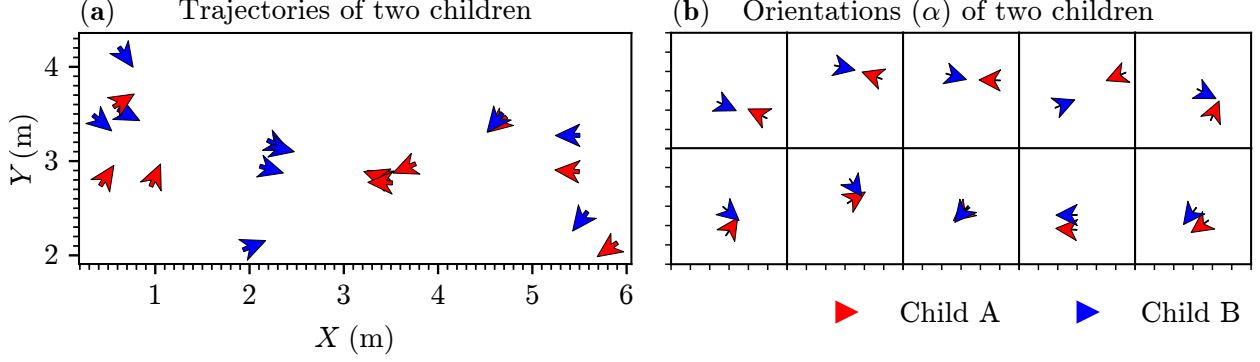 (a) Trajectories of two children
(b) Orientations (α) of two children
4
3
2
Y (m)
1 2 3 4 5 6
X (m)
Child A Child B